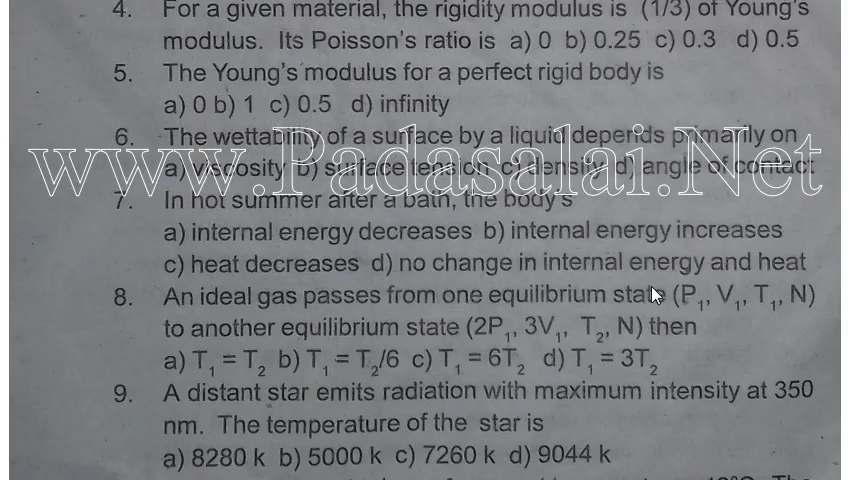 4. For a given material, the rigidity modulus is (1/3) of Young's
modulus. Its Poisson's ratio is a) 0 b) 0.25 c) 0.3 d) 0.5
5. The Young's modulus for a perfect rigid body is
a) 0 b) 1 c) 0.5 d) infinity
6. The wettability of a surface by a liquid depends primarily on
a) viscosity b) surface tension c) density d) angle of contact
www.Padasalai.Net
7. In hot summer after a bath, the body's
a) internal energy decreases b) internal energy increases
c) heat decreases d) no change in internal energy and heat
8. An ideal gas passes from one equilibrium state (P₁, V₁, T₁, N)
to another equilibrium state (2P₁, 3V₁, T₂, N) then
a) T₁ = T₂ b) T₁ = T₂/6 c) T₁ = 6T₂ d) T₁ = 3T₂
9. A distant star emits radiation with maximum intensity at 350
nm. The temperature of the star is
a) 8280 k b) 5000 k c) 7260 k d) 9044 k